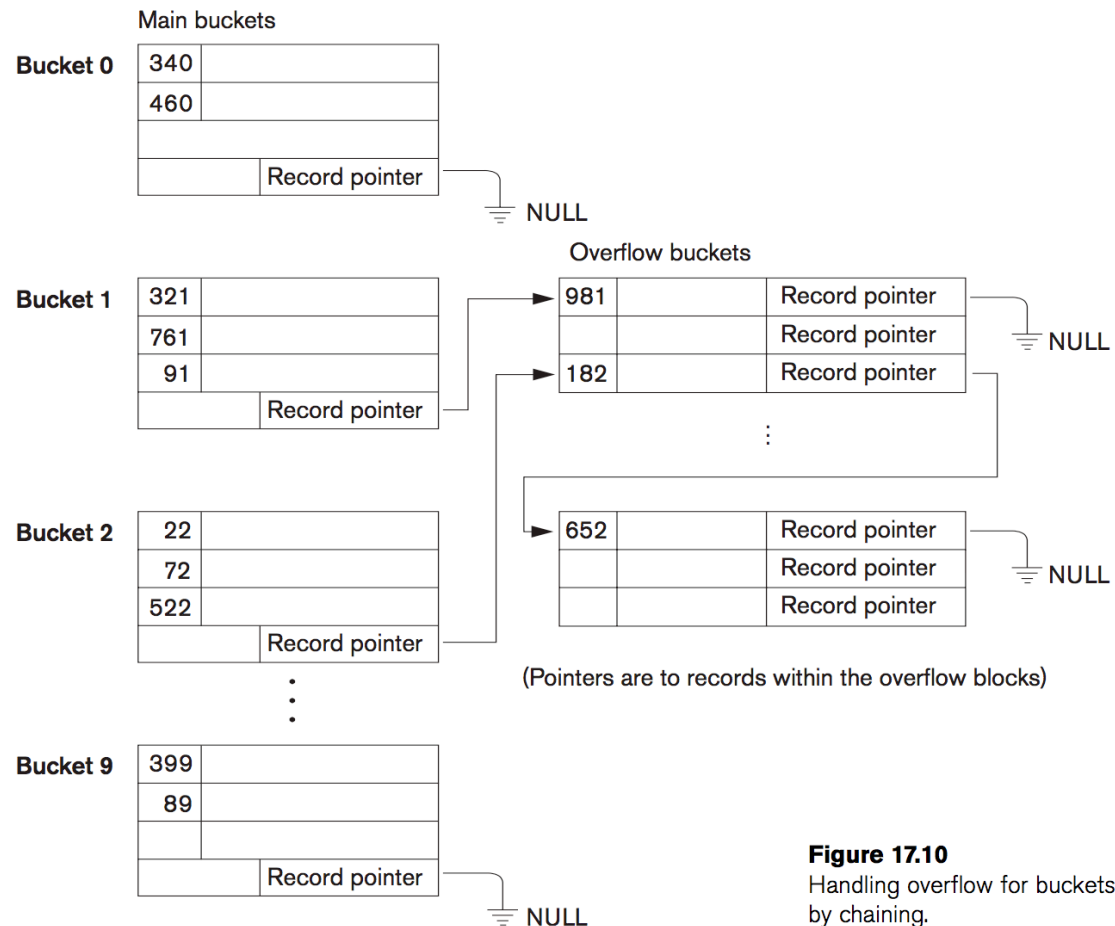 Main buckets
Bucket 0
340
460
Record pointer
NULL
Overflow buckets
Bucket 1
321
761
91
Record pointer
981 Record pointer
Record pointer
182 Record pointer
NULL
Bucket 2
22
72
522
Record pointer
652 Record pointer
Record pointer
Record pointer
NULL
(Pointers are to records within the overflow blocks)
Bucket 9
399
89
Record pointer
NULL
Figure 17.10
Handling overflow for buckets
by chaining.